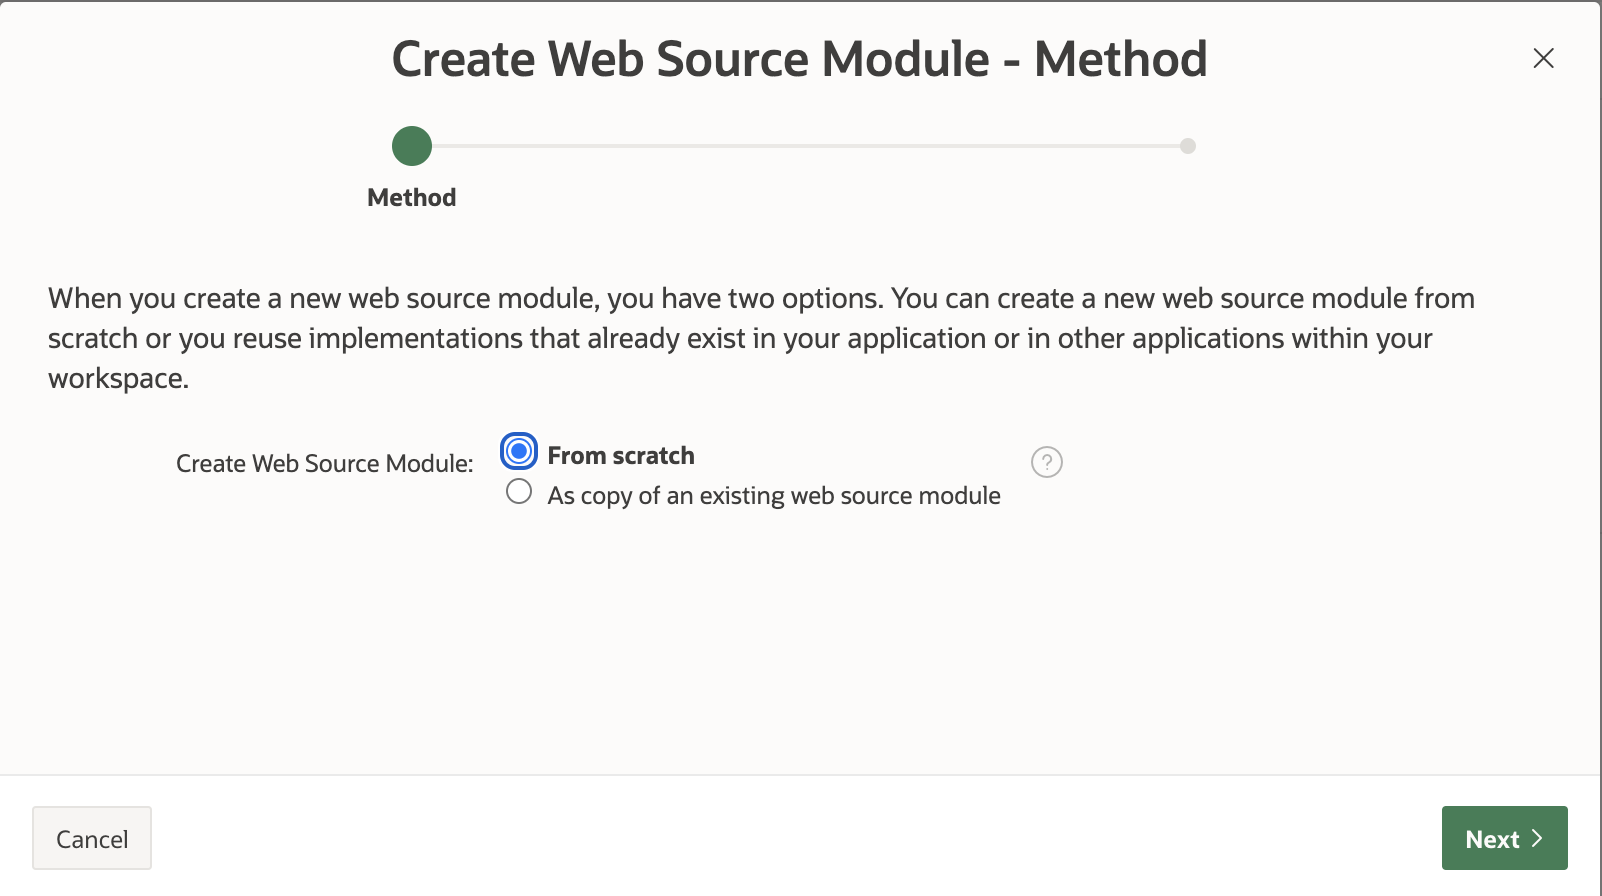 Create Web Source Module - Method
Method
When you create a new web source module, you have two options. You can create a new web source module from
scratch or you reuse implementations that already exist in your application or in other applications within your
workspace.
Create Web Source Module:
From scratch
?
As copy of an existing web source module
Cancel
Next